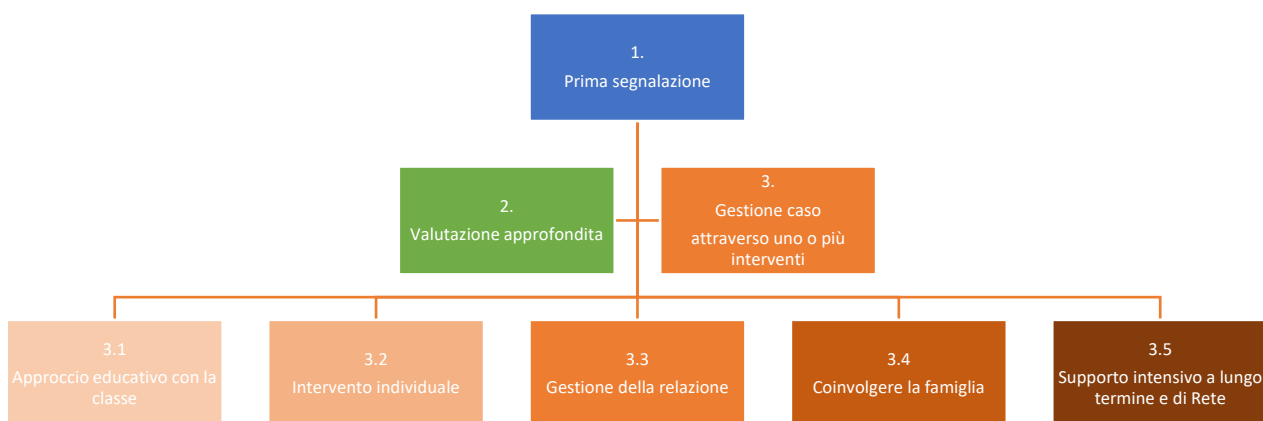 1.
Prima segnalazione
2.
Valutazione approfondita
3.
Gestione caso
attraverso uno o più
interventi
3.1
Approccio educativo con la
classe
3.2
Intervento individuale
3.3
Gestione della relazione
3.4
Coinvolgere la famiglia
3.5
Supporto intensivo a lungo
termine e di Rete